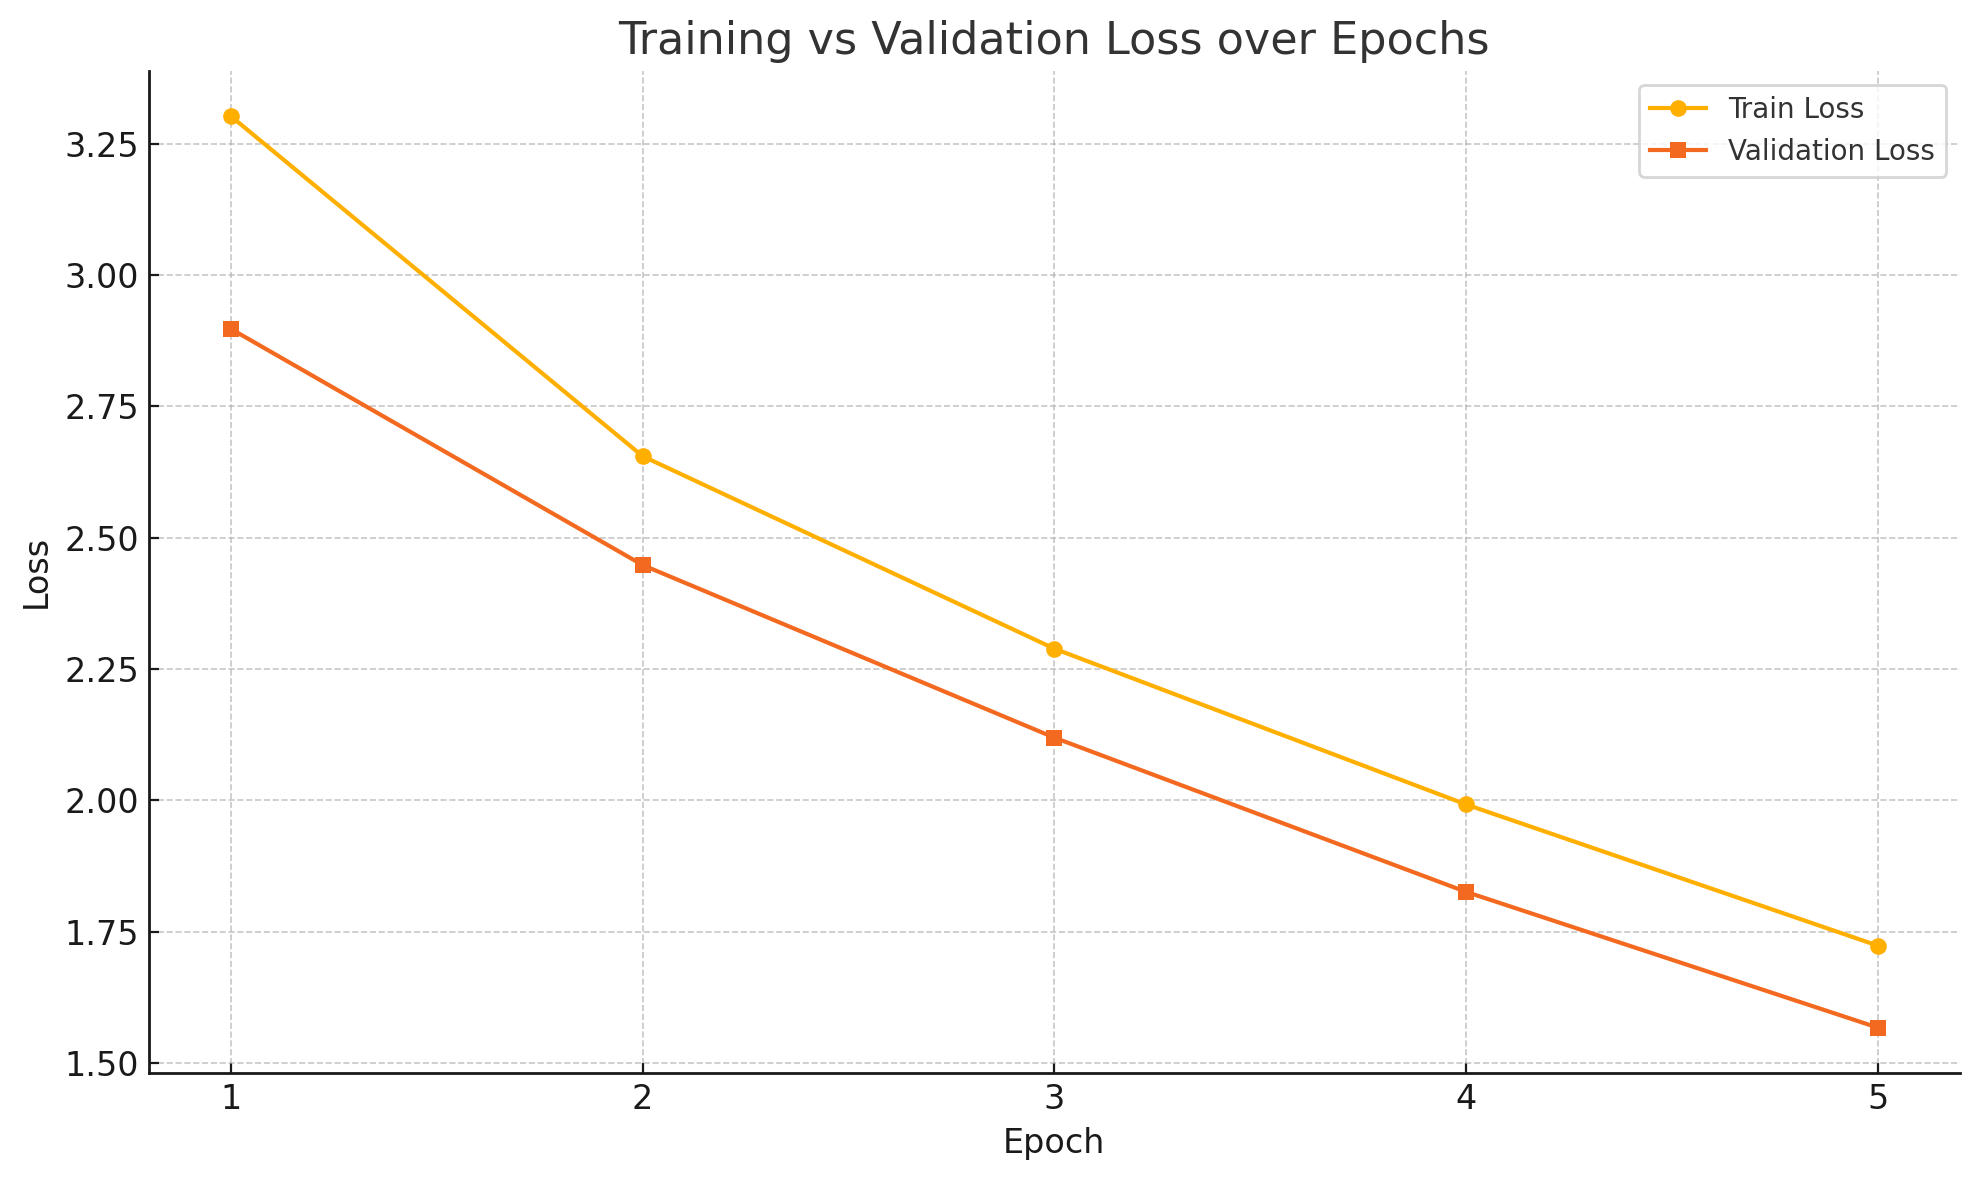 Training vs Validation Loss over Epochs
Train Loss
Validation Loss
3.25
3.00
2.75
2.50
2.25
2.00
1.75
1.50
Loss
1 2 3 4 5
Epoch